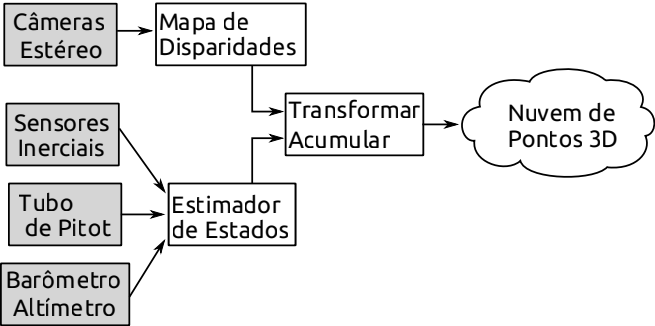 Câmeras
Estéreo
Mapa de
Disparidades
Transformar
Acumular
Nuvem de
Pontos 3D
Sensores
Inerciais
Tubo
de Pitot
Estimador
de Estados
Barômetro
Altímetro